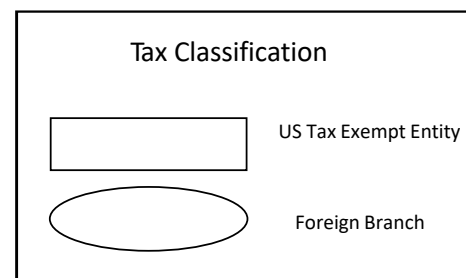 Tax Classification
US Tax Exempt Entity
Foreign Branch